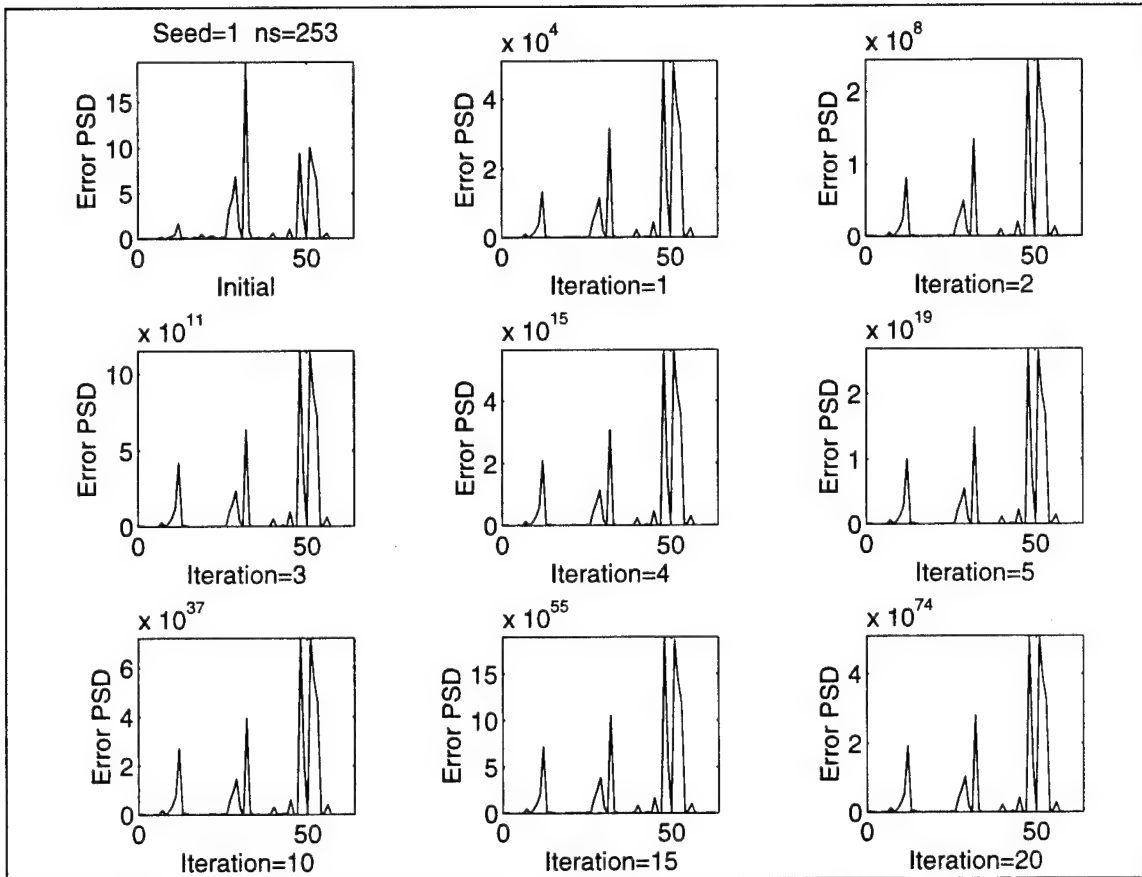 Seed=1 ns=253
Error PSD
15
10
5
0
0
50
Initial
x 10^4
Error PSD
4
2
0
0
50
Iteration=1
x 10^8
Error PSD
2
1
0
0
50
Iteration=2
x 10^11
Error PSD
10
5
0
0
50
Iteration=3
x 10^15
Error PSD
4
2
0
0
50
Iteration=4
x 10^19
Error PSD
2
1
0
0
50
Iteration=5
x 10^37
Error PSD
6
4
2
0
0
50
Iteration=10
x 10^55
Error PSD
15
10
5
0
0
50
Iteration=15
x 10^74
Error PSD
4
2
0
0
50
Iteration=20